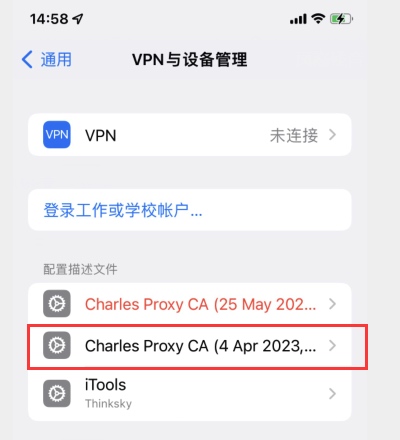 14:58
通用
VPN与设备管理
VPN
VPN
未连接
登录工作或学校帐户...
配置描述文件
Charles Proxy CA (25 May 202...
Charles Proxy CA (4 Apr 2023,...
iTools
Thinksky